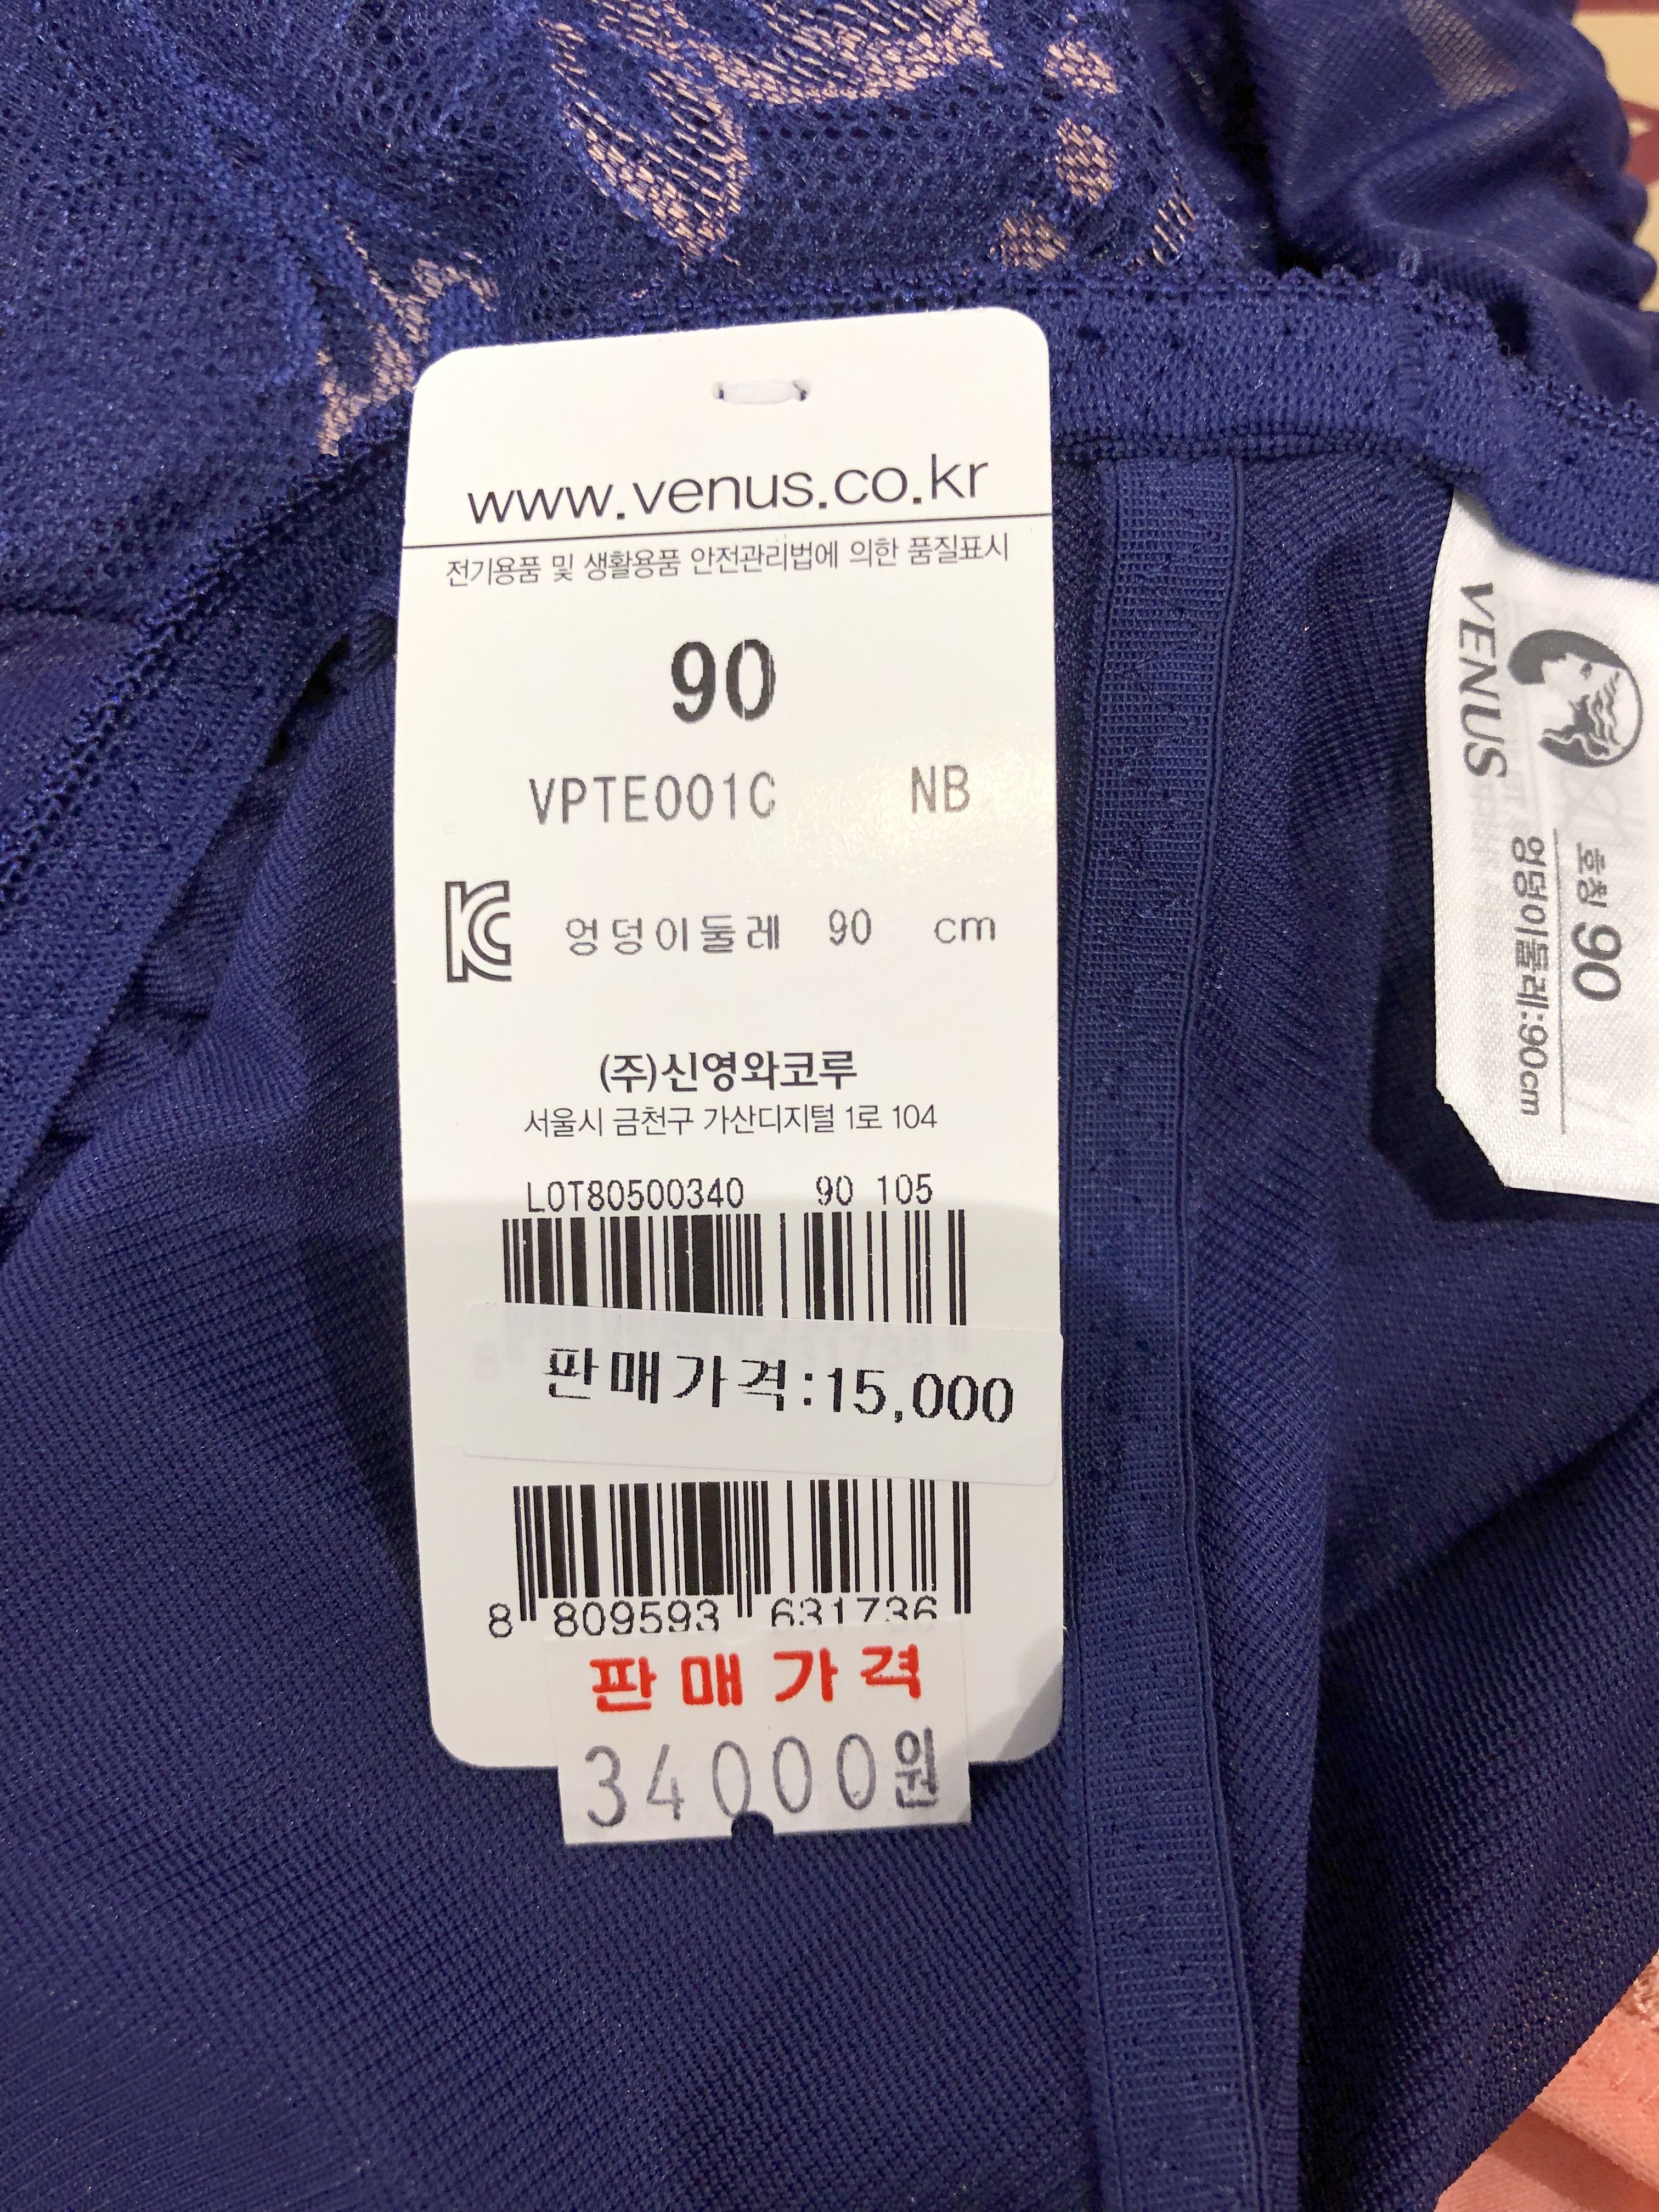 www.venus.co.kr
전기용품 및 생활용품 안전관리법에 의한 품질표시
90
VPTE001C NB
엉덩이둘레 90 cm
(주)신영와코루
서울시 금천구 가산디지털 1로 104
LOT80500340 90 105
판매가격:15,000
8 809593 631736
판매가격
34000원
VENUS
호칭 90
엉덩이둘레:90cm